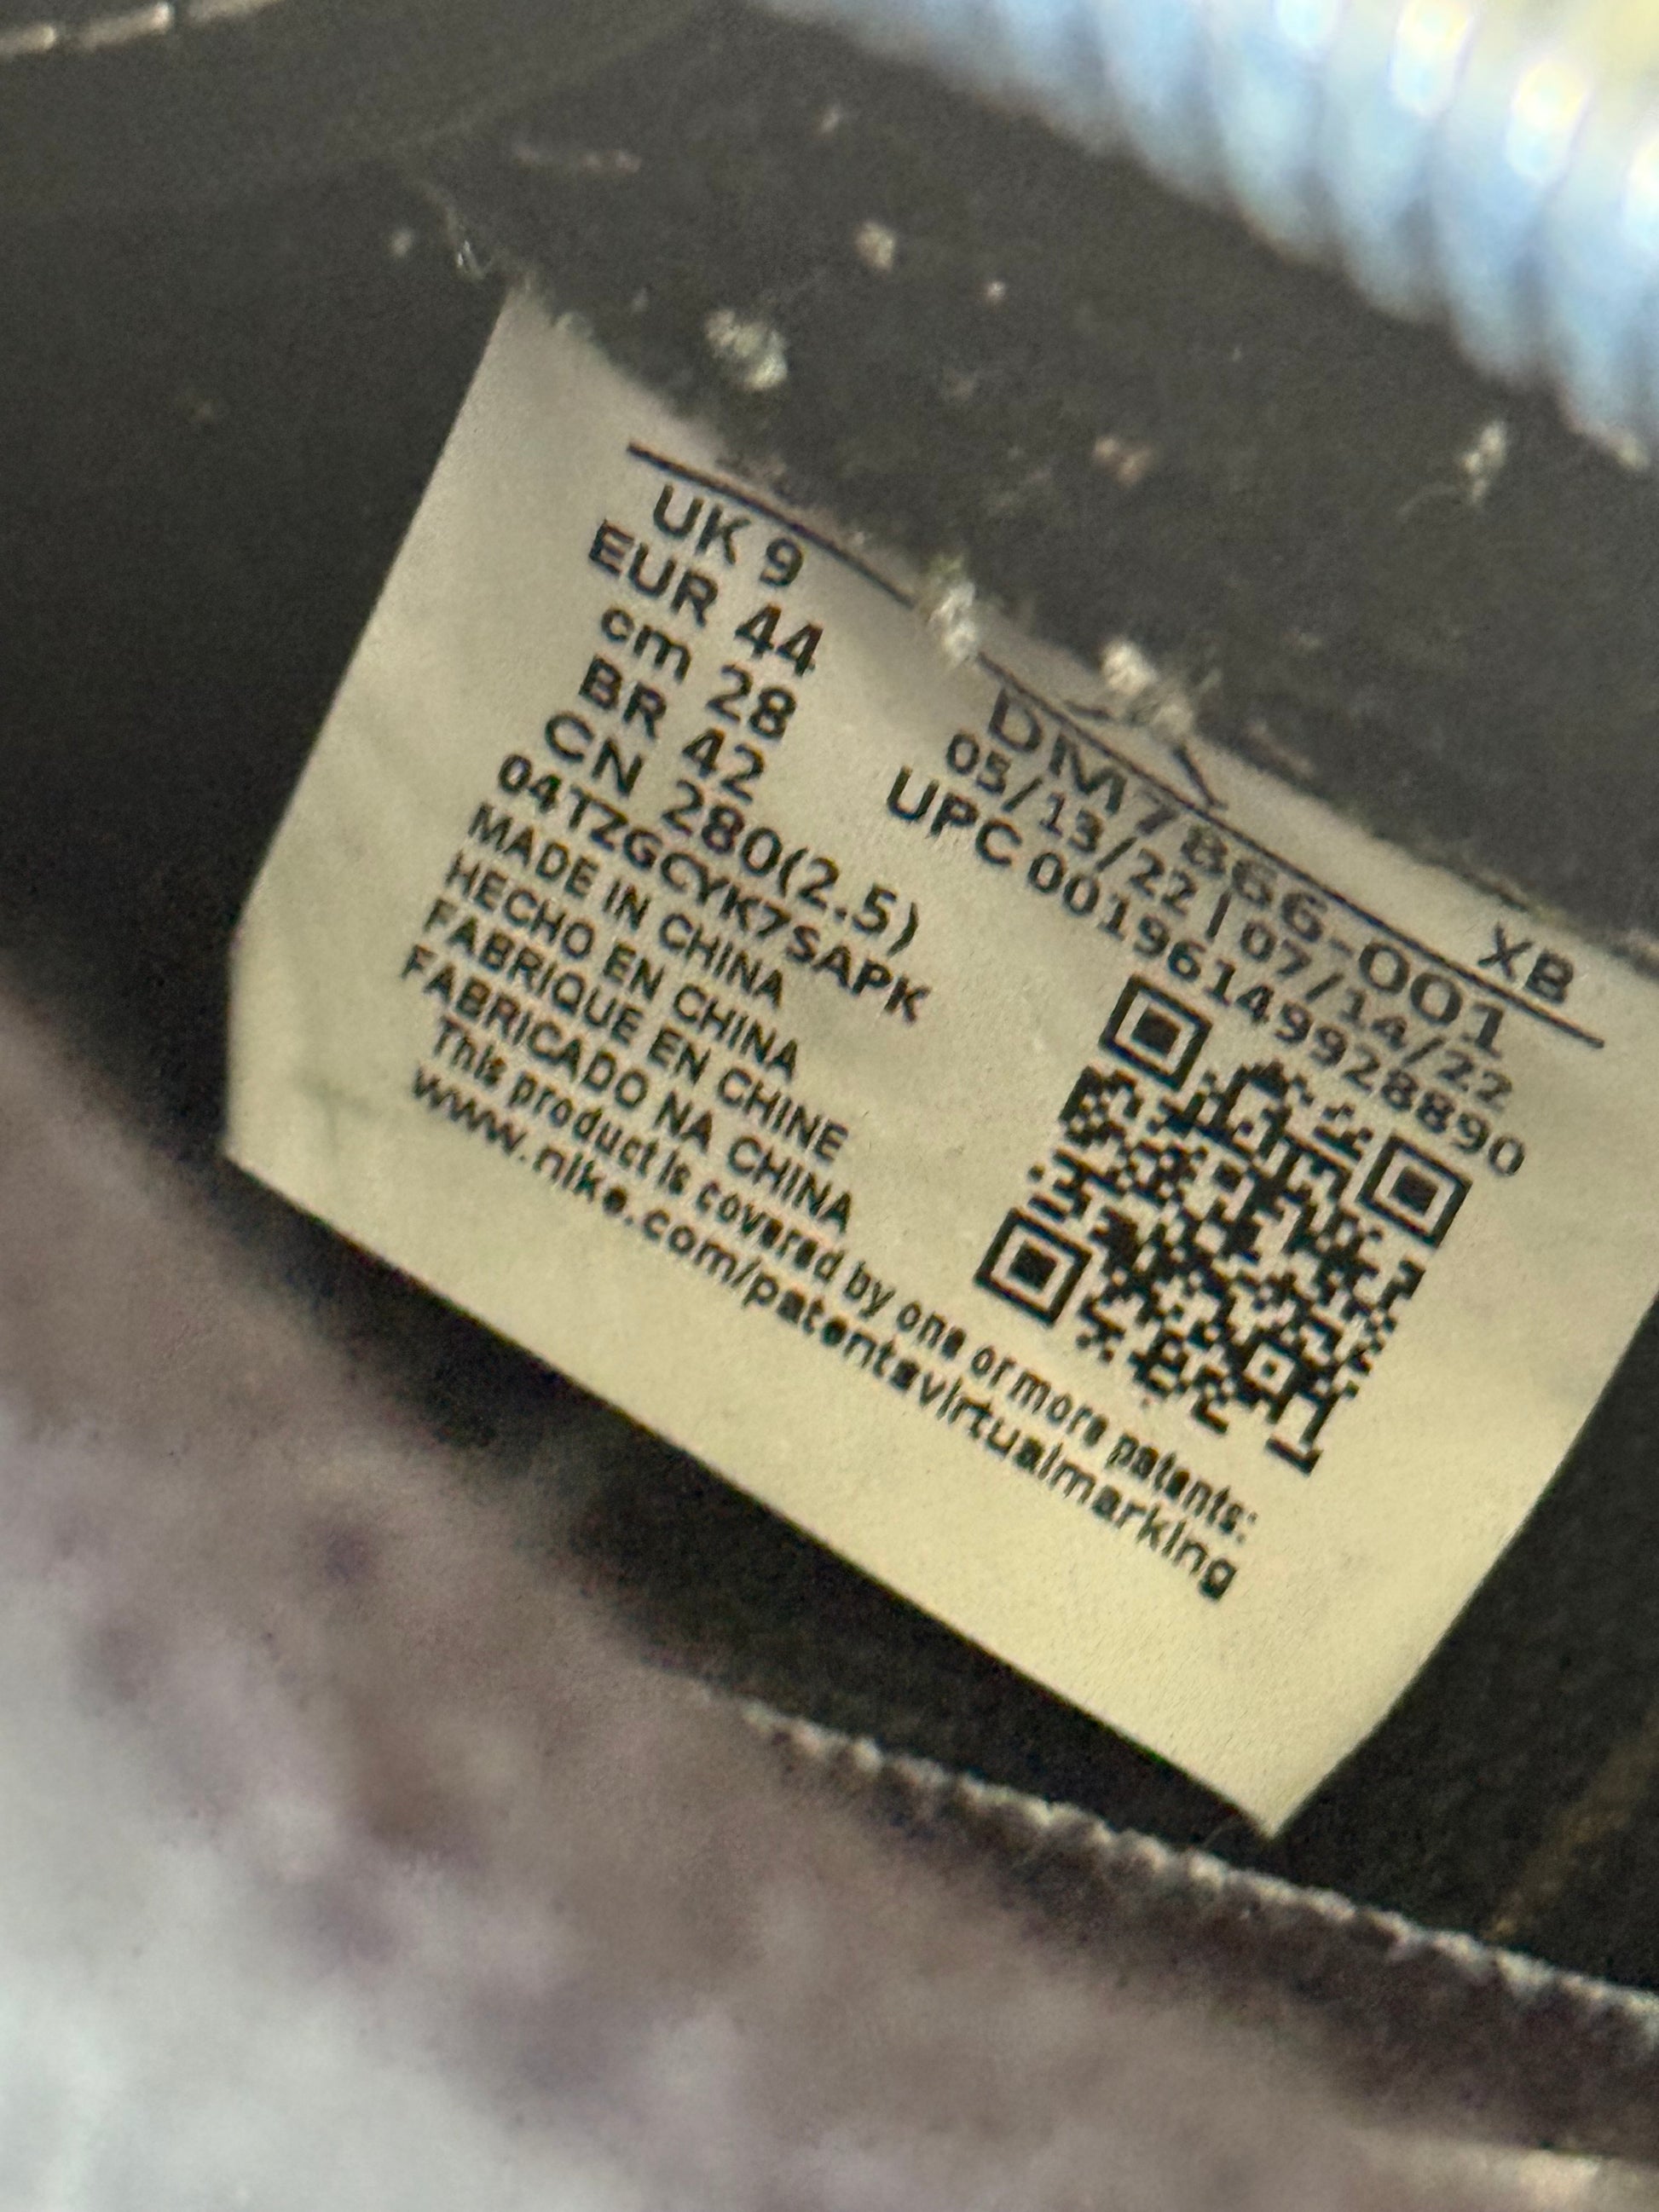 UK 9
EUR 44
cm 28
BR 42
CN 280(2.5)
04TZGCYK7SAPK
MADE IN CHINA
HECHO EN CHINA
FABRIQUE EN CHINE
FABRICADO NA CHINA
This product is covered by one or more patents:
www.nike.com/patentsvirtualmarking
XB
DM7866-001
05/13/22 | 07/14/22
UPC 00196149928890